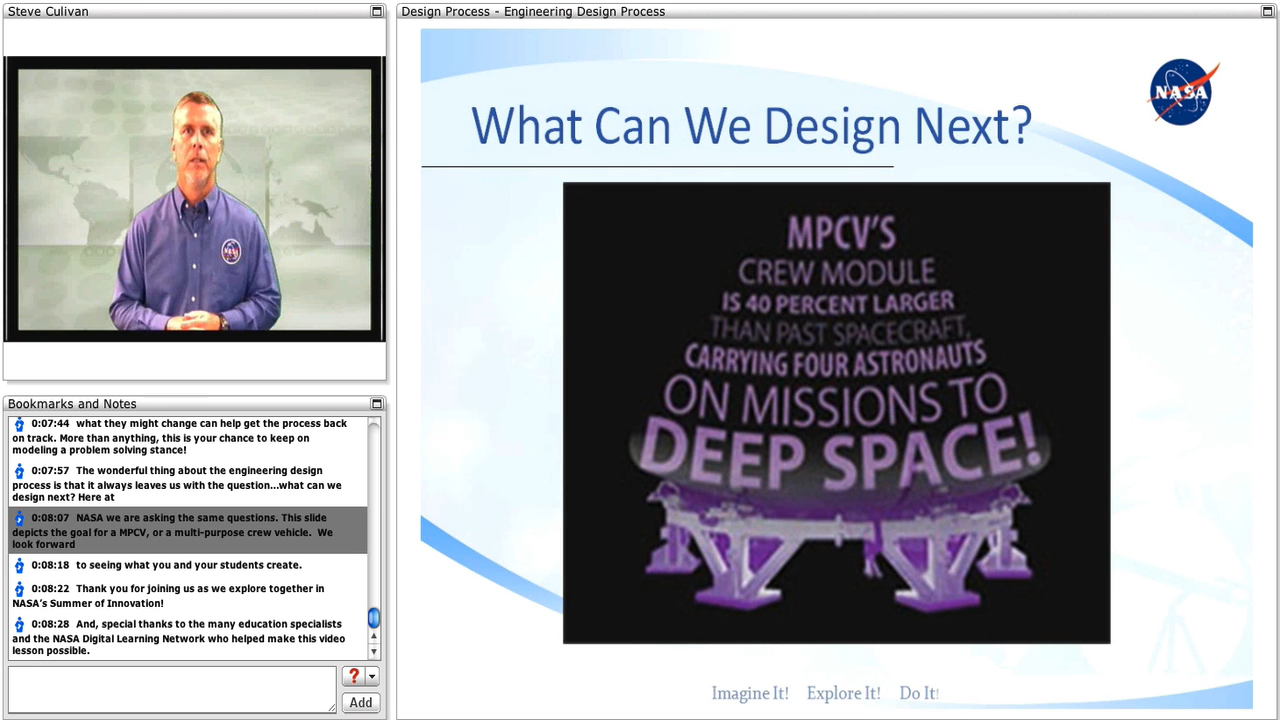 Steve Culivan
NASA
Bookmarks and Notes
0:07:44 what they might change can help get the process back
on track. More than anything, this is your chance to keep on
modeling a problem solving stance!
0:07:57 The wonderful thing about the engineering design
process is that it always leaves us with the question...what can we
design next? Here at
0:08:07 NASA we are asking the same questions. This slide
depicts the goal for a MPCV, or a multi-purpose crew vehicle. We
look forward
0:08:18 to seeing what you and your students create.
0:08:22 Thank you for joining us as we explore together in
NASA's Summer of Innovation!
0:08:28 And, special thanks to the many education specialists
and the NASA Digital Learning Network who helped make this video
lesson possible.
?
Add
Design Process - Engineering Design Process
NASA
What Can We Design Next?
MPCV'S
CREW MODULE
IS 40 PERCENT LARGER
THAN PAST SPACECRAFT,
CARRYING FOUR ASTRONAUTS
ON MISSIONS TO
DEEP SPACE!
Imagine It! Explore It! Do It!